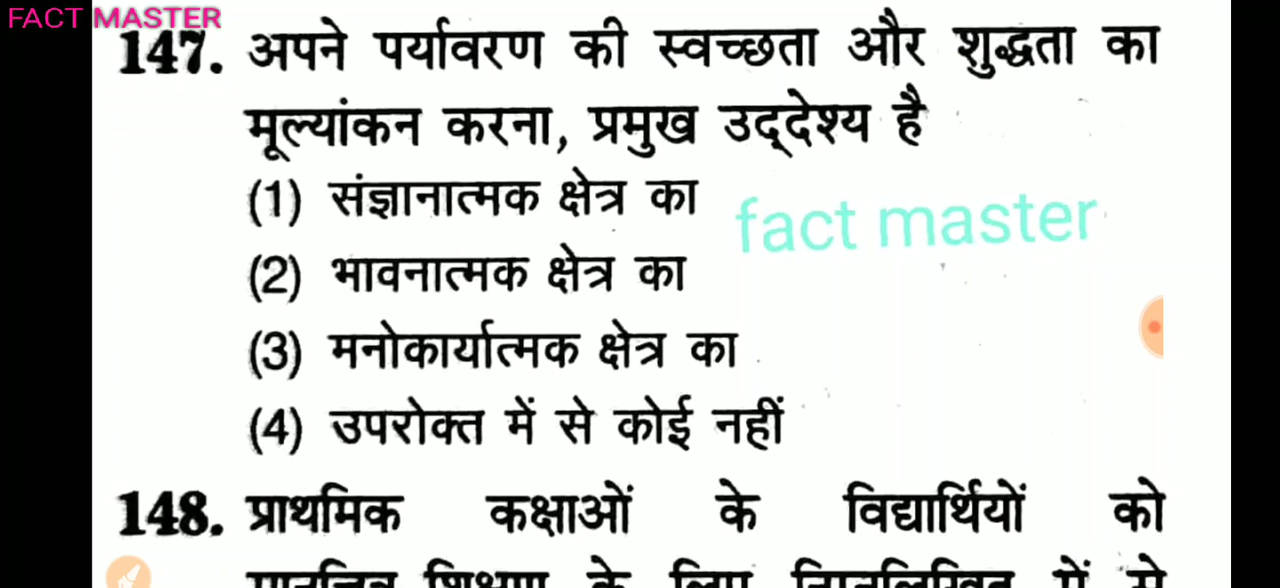 FACT MASTER
147. अपने पर्यावरण की स्वच्छता और शुद्धता का
मूल्यांकन करना, प्रमुख उद्देश्य है
(1) संज्ञानात्मक क्षेत्र का
fact master
(2) भावनात्मक क्षेत्र का
(3) मनोकार्यात्मक क्षेत्र का
(4) उपरोक्त में से कोई नहीं
148. प्राथमिक कक्षाओं के विद्यार्थियों को
के लिए निम्नलिखित में से